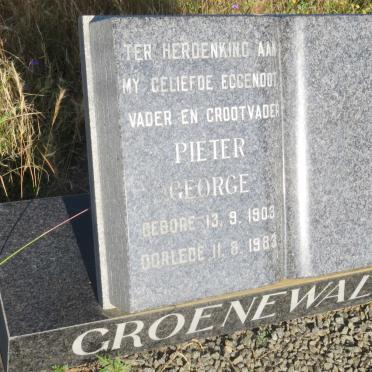 TER HERDENKING AAN
MY GELIEFDE EGGENOOT
VADER EN GROOTVADER
PIETER
GEORGE
GEBORE 13. 9. 1903
OORLEDE 11. 8. 1983
GROENEWAL